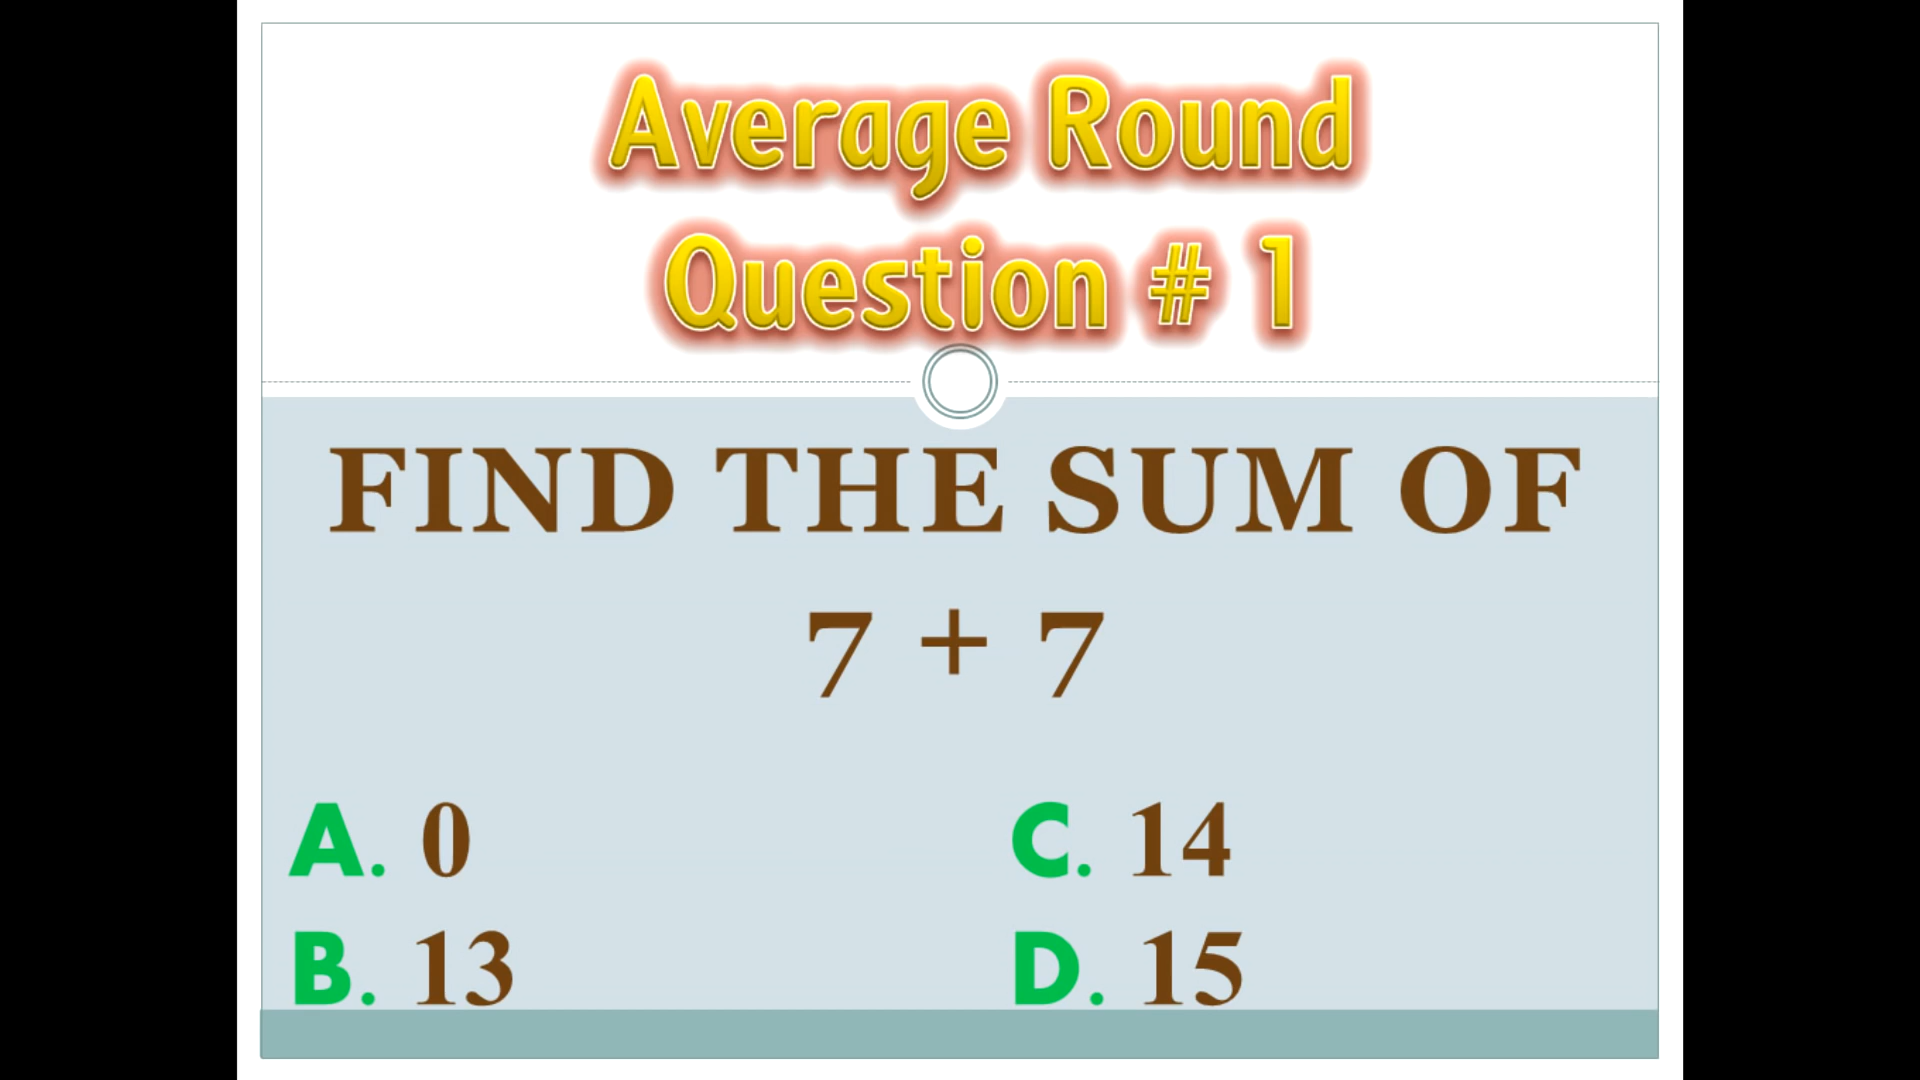 Average Round
Question # 1
FIND THE SUM OF
7 + 7
A. 0
B. 13
C. 14
D. 15